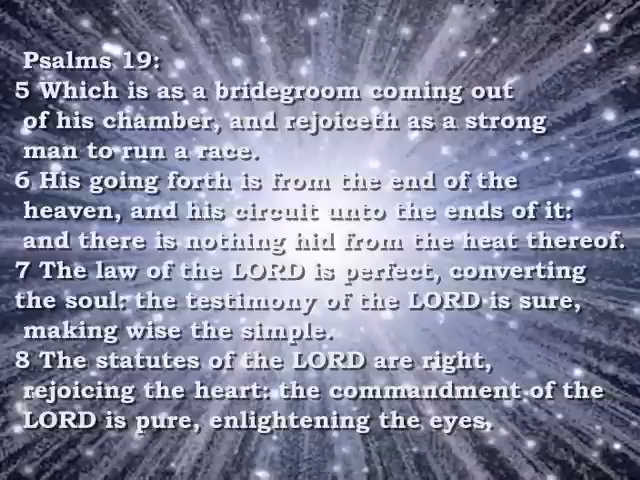 Psalms 19:
5 Which is as a bridegroom coming out
of his chamber, and rejoiceth as a strong
man to run a race.
6 His going forth is from the end of the
heaven, and his circuit unto the ends of it:
and there is nothing hid from the heat thereof.
7 The law of the LORD is perfect, converting
the soul: the testimony of the LORD is sure,
making wise the simple.
8 The statutes of the LORD are right,
rejoicing the heart: the commandment of the
LORD is pure, enlightening the eyes.